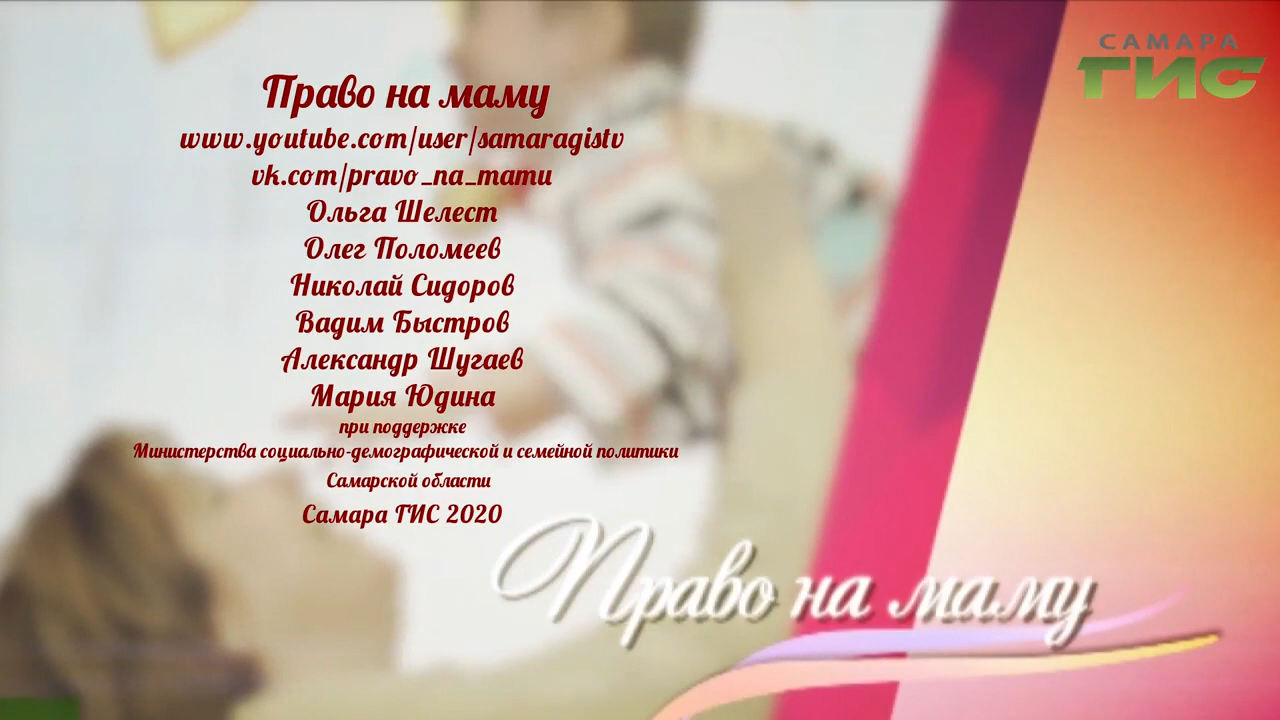 САМАРА
ГИС
Право на маму
www.youtube.com/user/samaragistv
vk.com/pravo_na_mamu
Ольга Шелест
Олег Поломеев
Николай Сидоров
Вадим Быстров
Александр Шугаев
Мария Юдина
при поддержке
Министерства социально-демографической и семейной политики
Самарской области
Самара ГИС 2020
Право на маму